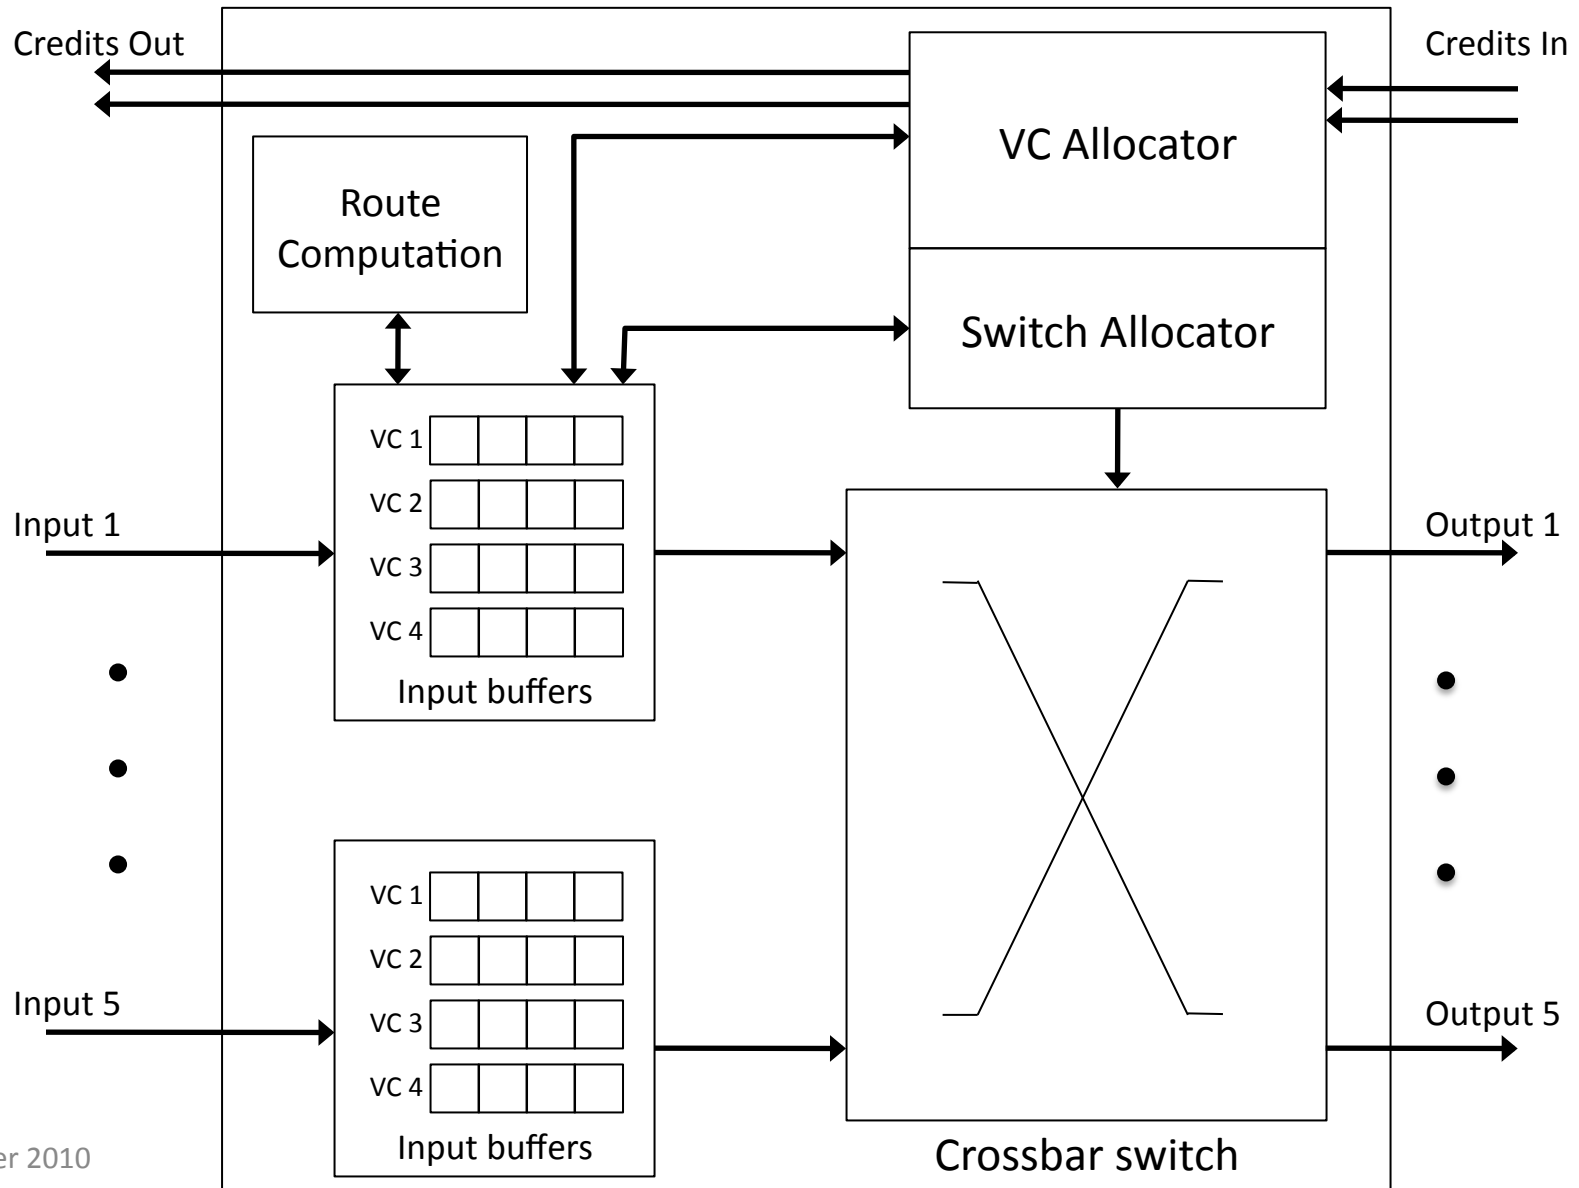 Credits Out
Credits In
VC Allocator
Route
Computation
Switch Allocator
VC 1
VC 2
Input 1
Output 1
VC 3
VC 4
Input buffers
VC 1
VC 2
Input 5
Output 5
VC 3
VC 4
Input buffers
Crossbar switch
2010